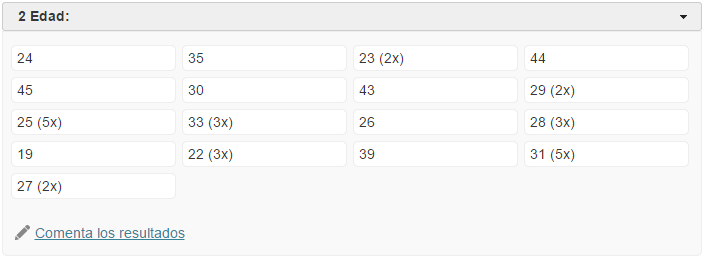 2 Edad:
24 35 23 (2x) 44
45 30 43 29 (2x)
25 (5x) 33 (3x) 26 28 (3x)
19 22 (3x) 39 31 (5x)
27 (2x)
Comenta los resultados